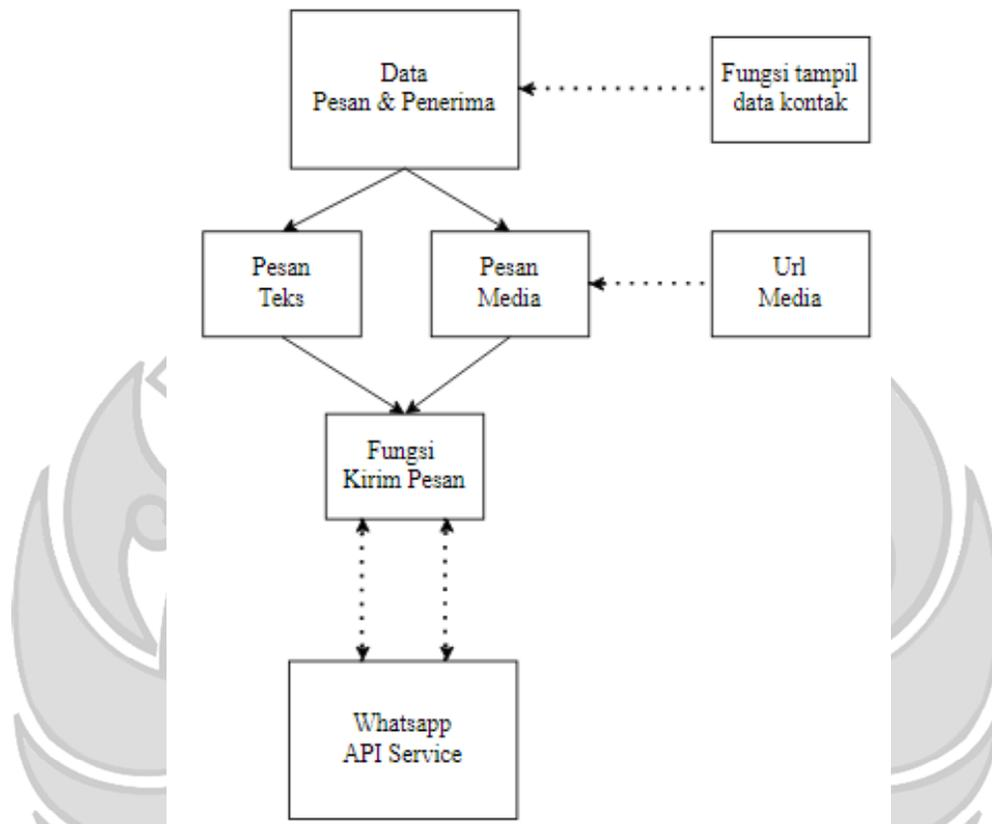 Data
Pesan & Penerima
Fungsi tampil
data kontak
Pesan
Teks
Pesan
Media
Url
Media
Fungsi
Kirim Pesan
Whatsapp
API Service